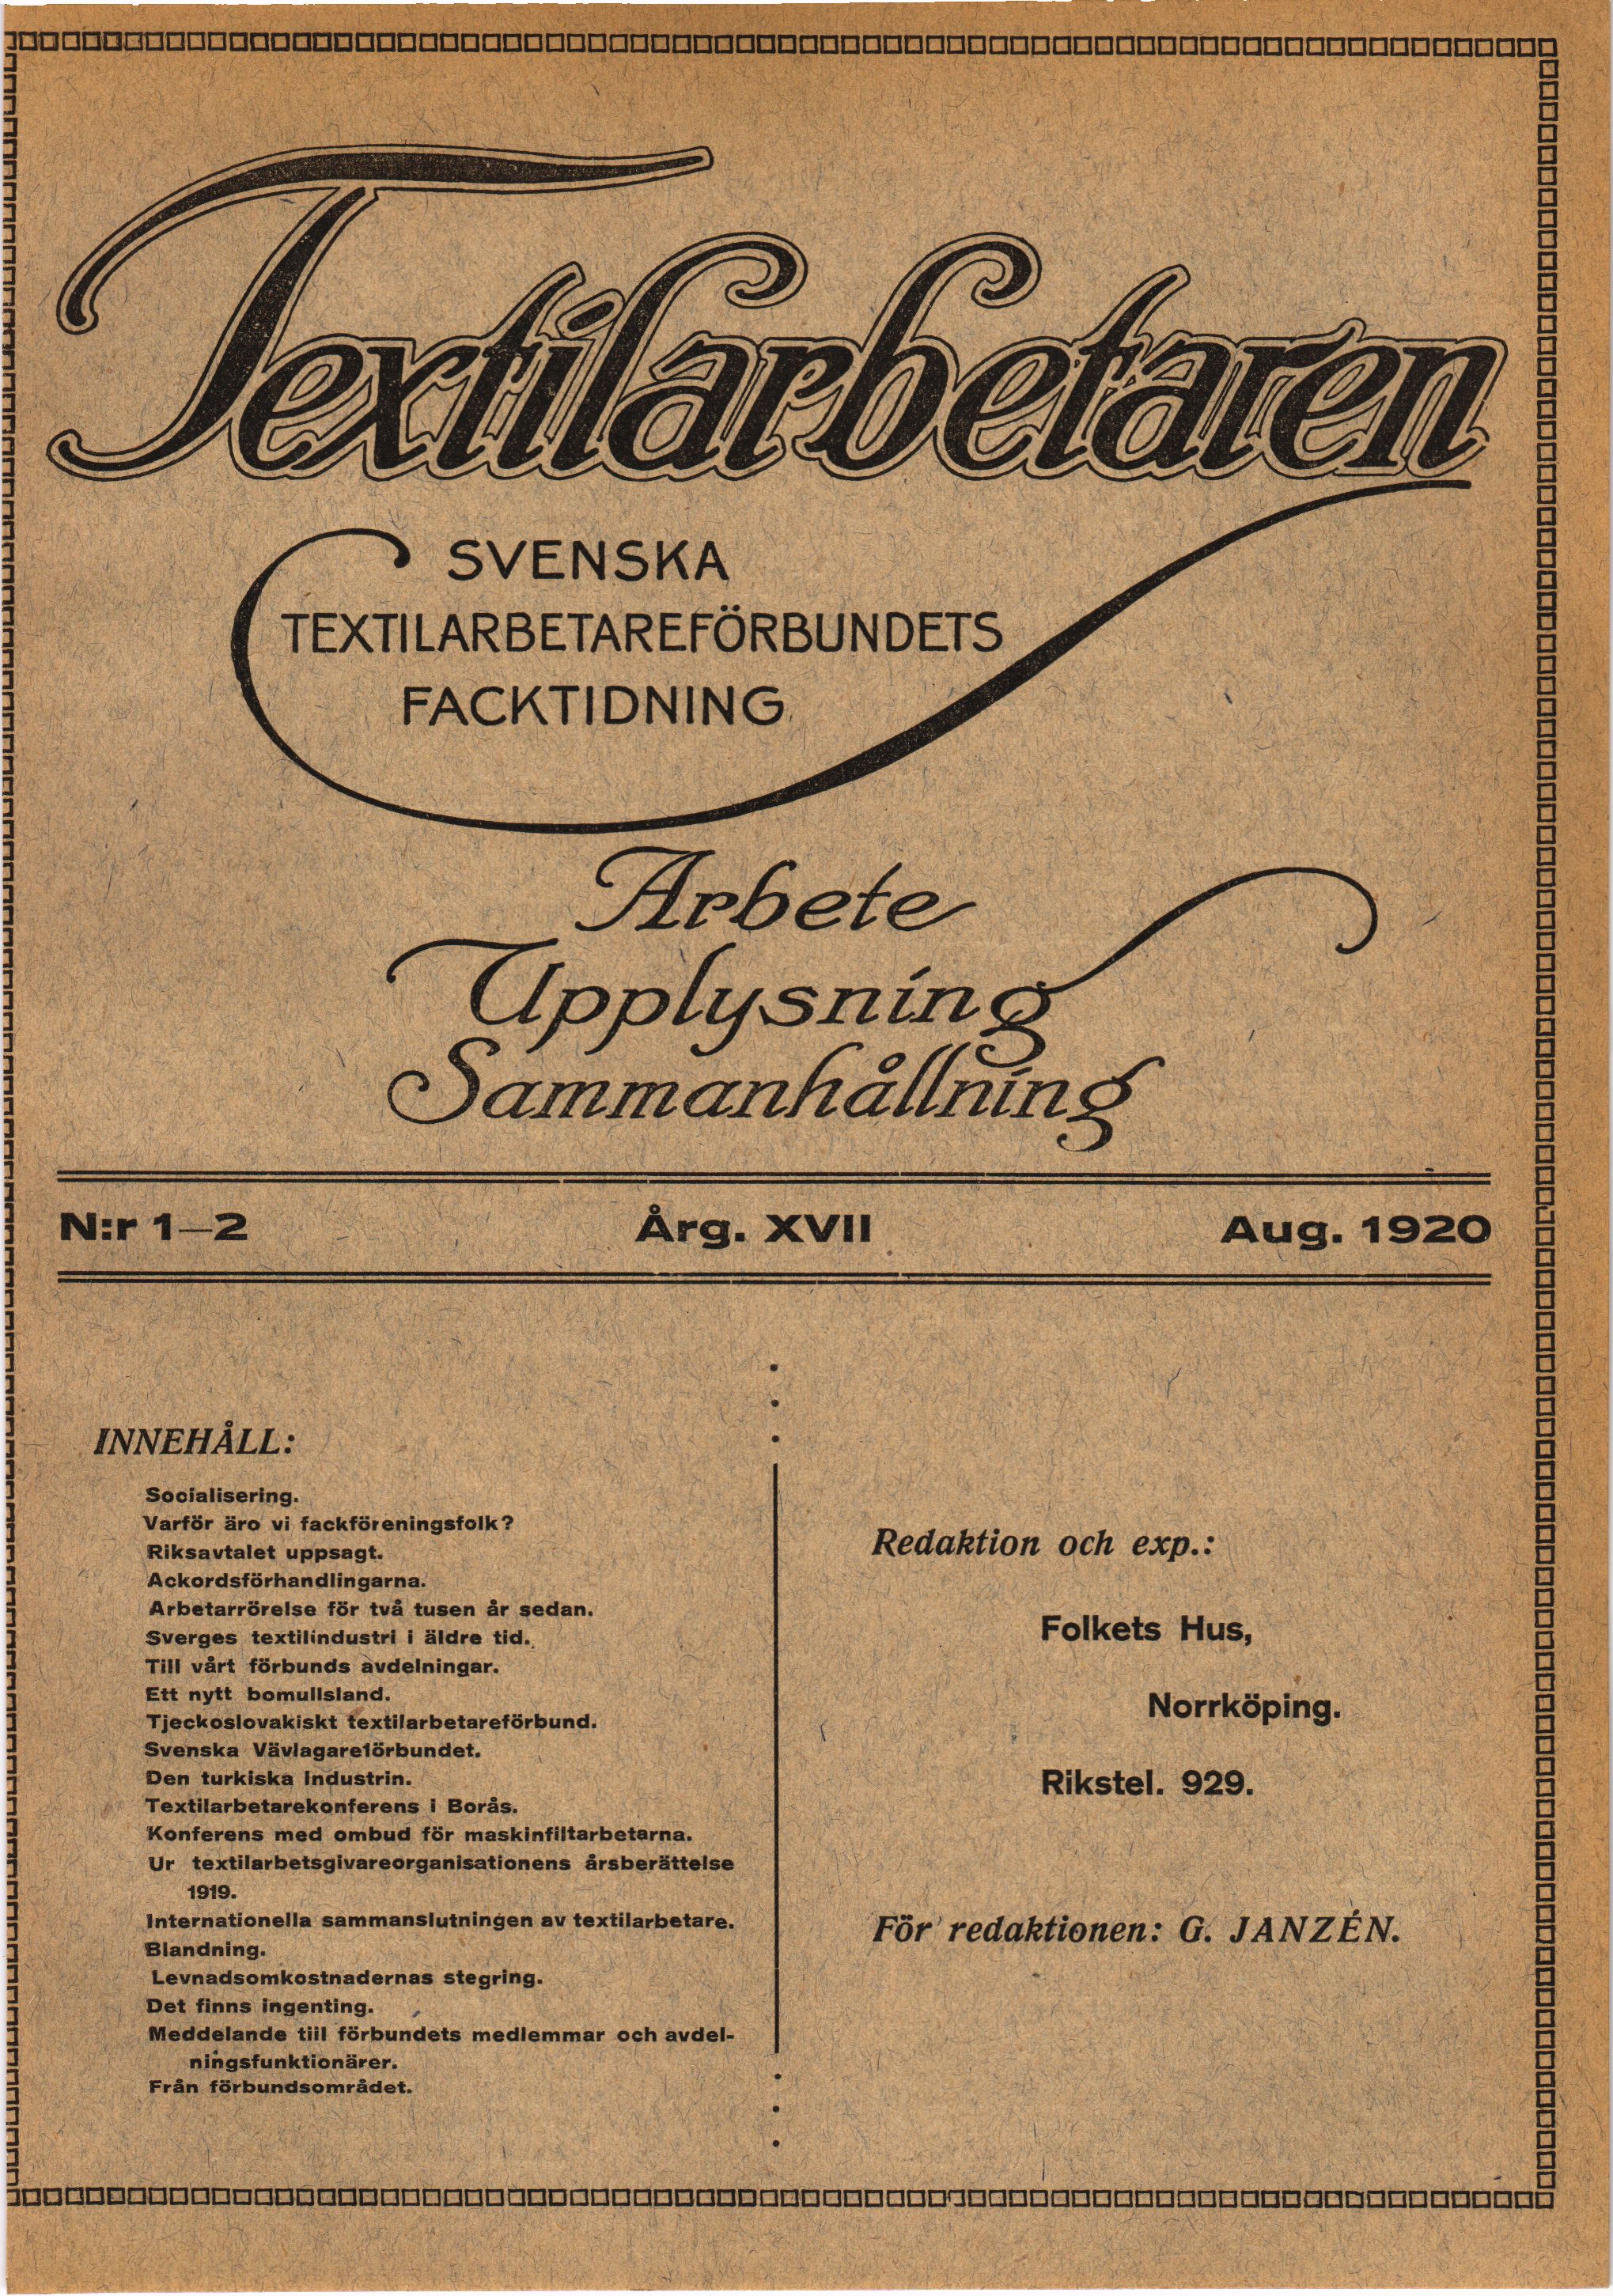 Textilarbetaren
SVENSKA
TEXTILARBETAREFÖRBUNDETS
FACKTIDNING
Arbete
Upplysning
Sammanhållning
N:r 1—2 Årg. XVII Aug. 1920
INNEHÅLL:
Socialisering.
Varför äro vi fackföreningsfolk?
Riksavtalet uppsagt.
Ackordsförhandlingarna.
Arbetarrörelse för två tusen år sedan.
Sverges textilindustri i äldre tid.
Till vårt förbunds avdelningar.
Ett nytt bomullsland.
Tjeckoslovakiskt textilarbetareförbund.
Svenska Vävlagareförbundet.
Den turkiska industrin.
Textilarbetarekonferens i Borås.
Konferens med ombud för maskinfiltarbetarna.
Ur textilarbetsgivareorganisationens årsberättelse
1919.
Internationella sammanslutningen av textilarbetare.
Blandning.
Levnadsomkostnadernas stegring.
Det finns ingenting.
Meddelande till förbundets medlemmar och avdel-
ningsfunktionärer.
Från förbundsområdet.
Redaktion och exp.:
Folkets Hus,
Norrköping.
Rikstel. 929.
För redaktionen: G. JANZÉN.